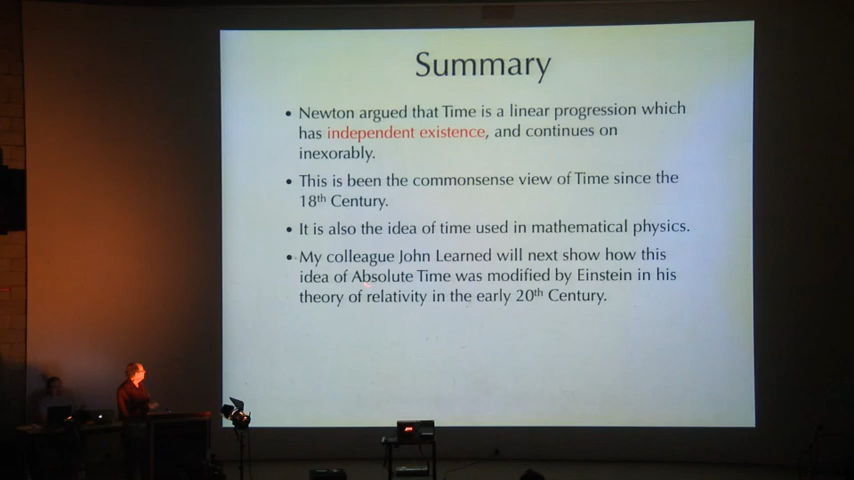 Summary
• Newton argued that Time is a linear progression which
has independent existence, and continues on
inexorably.
• This is been the commonsense view of Time since the
18th Century.
• It is also the idea of time used in mathematical physics.
• My colleague John Learned will next show how this
idea of Absolute Time was modified by Einstein in his
theory of relativity in the early 20th Century.